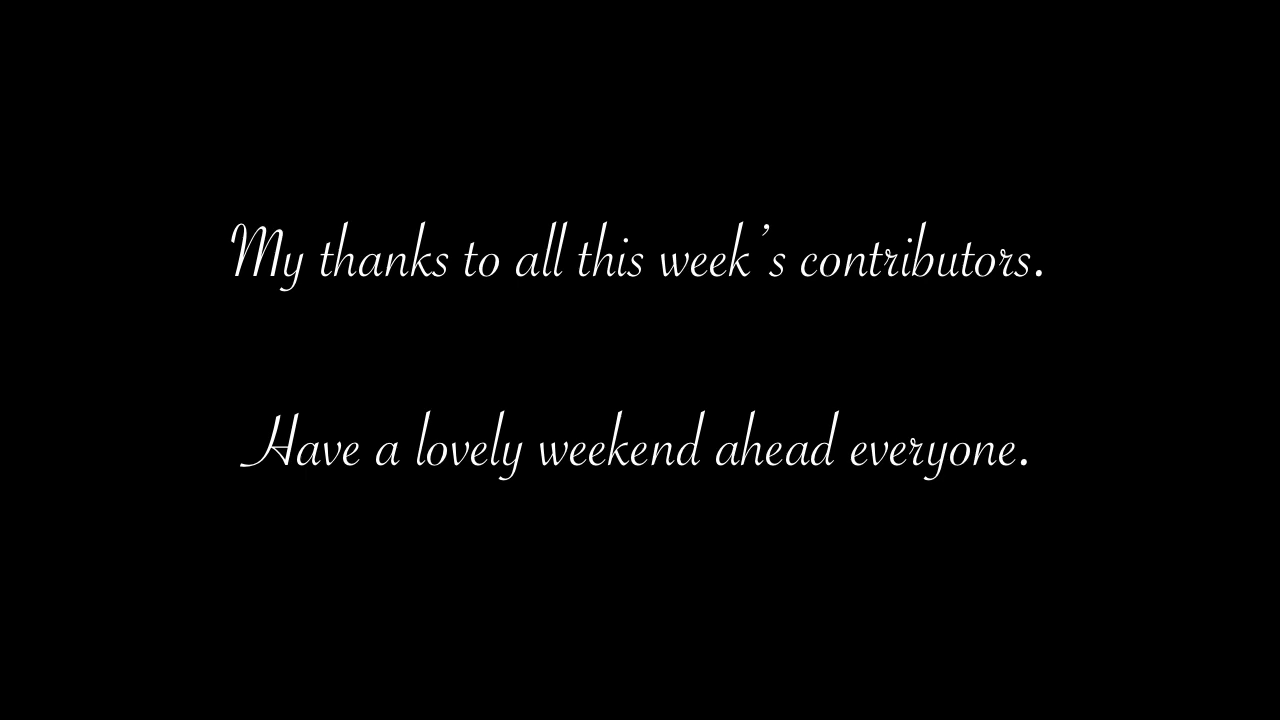 My thanks to all this week’s contributors.
Have a lovely weekend ahead everyone.